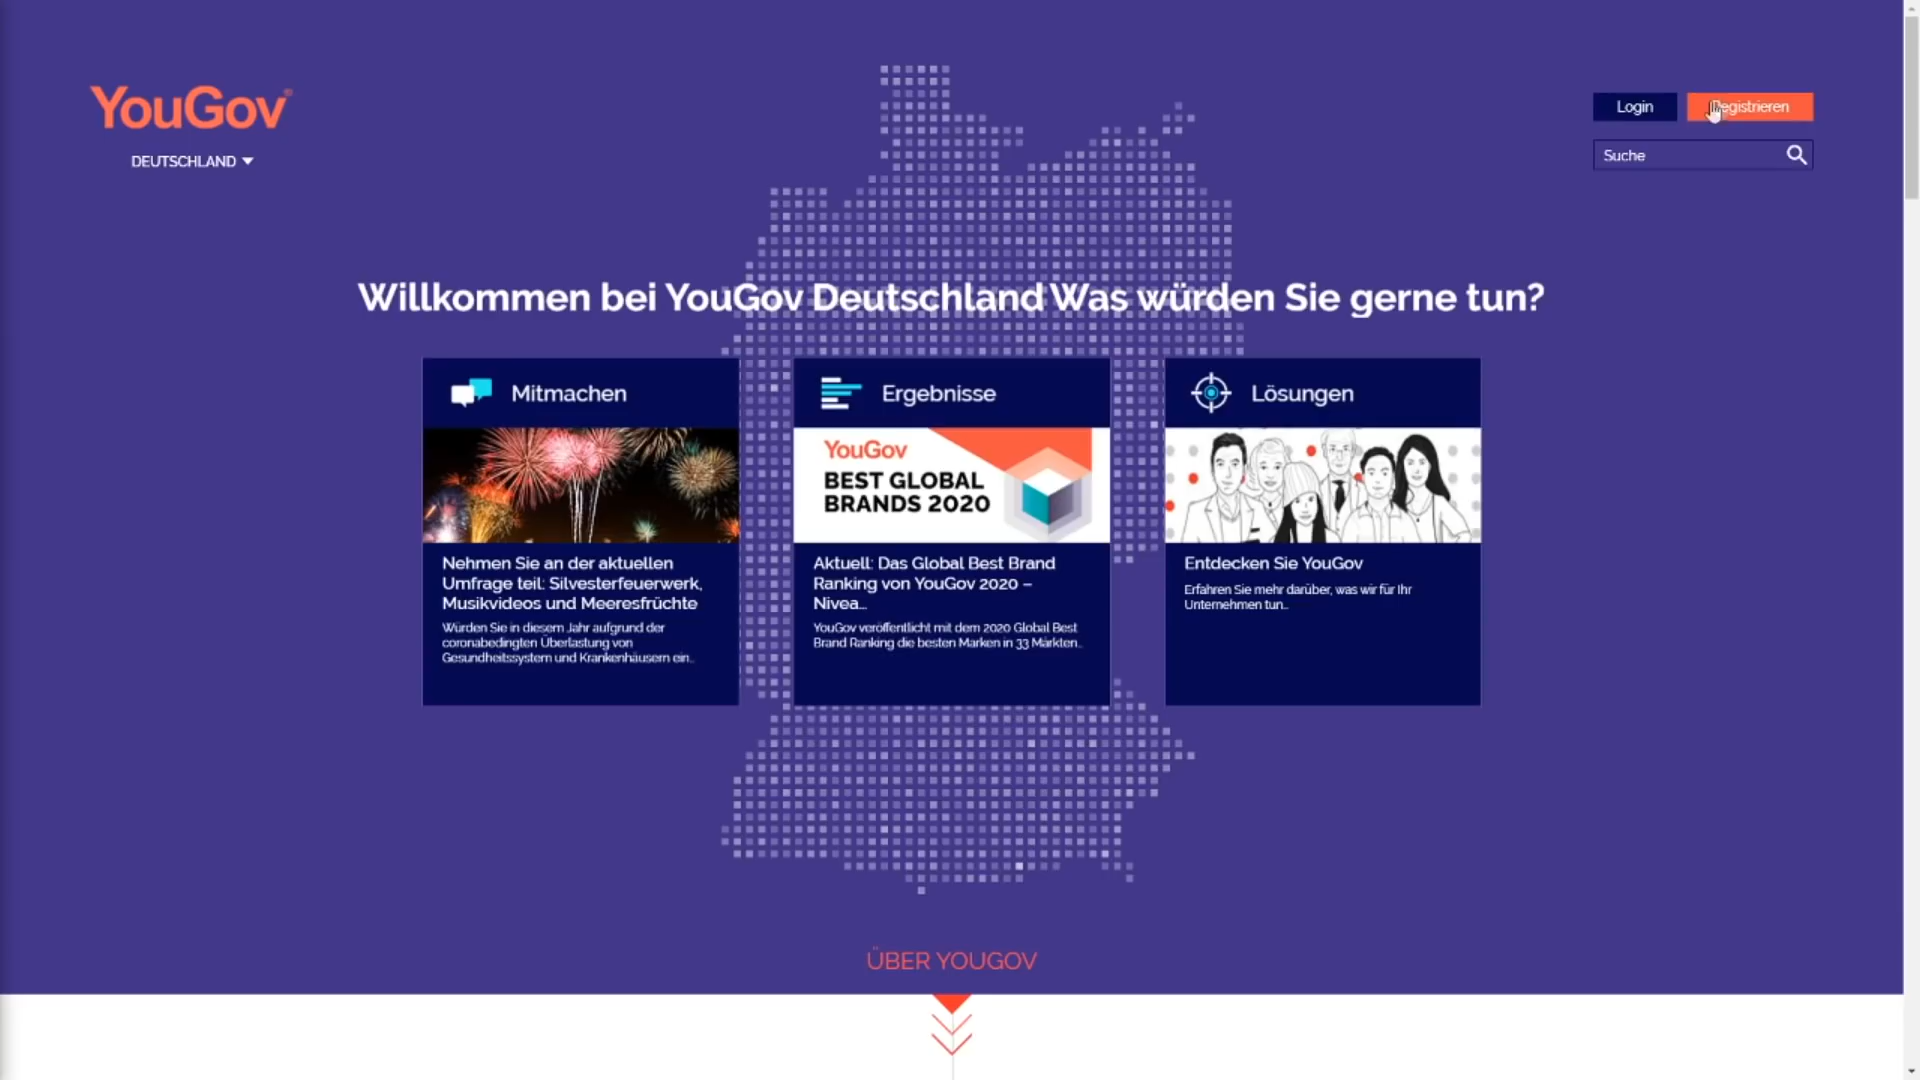 YouGov
DEUTSCHLAND
Login
Registrieren
Suche
Willkommen bei YouGov Deutschland Was würden Sie gerne tun?
Mitmachen
Nehmen Sie an der aktuellen
Umfrage teil: Silvesterfeuerwerk,
Musikvideos und Meeresfrüchte
Würden Sie in diesem Jahr aufgrund der
coronabedingten Überlastung von
Gesundheitssystem und Krankenhäusern ein...
Ergebnisse
YouGov
BEST GLOBAL
BRANDS 2020
Aktuell: Das Global Best Brand
Ranking von YouGov 2020 –
Nivea...
YouGov veröffentlicht mit dem 2020 Global Best
Brand Ranking die besten Marken in 33 Märkten...
Lösungen
Entdecken Sie YouGov
Erfahren Sie mehr darüber, was wir für Ihr
Unternehmen tun...
ÜBER YOUGOV